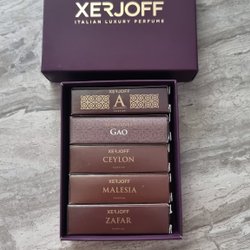 XERJOFF
ITALIAN LUXURY PERFUME
A
GAO
CEYLON
MALESIA
ZAFAR